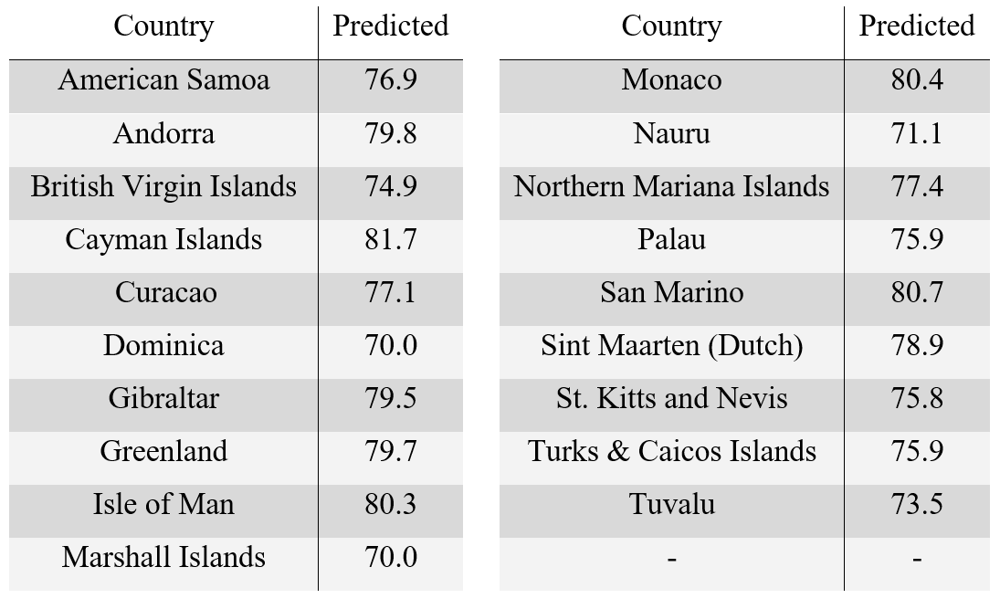 Country Predicted
American Samoa 76.9
Andorra 79.8
British Virgin Islands 74.9
Cayman Islands 81.7
Curacao 77.1
Dominica 70.0
Gibraltar 79.5
Greenland 79.7
Isle of Man 80.3
Marshall Islands 70.0
Country Predicted
Monaco 80.4
Nauru 71.1
Northern Mariana Islands 77.4
Palau 75.9
San Marino 80.7
Sint Maarten (Dutch) 78.9
St. Kitts and Nevis 75.8
Turks & Caicos Islands 75.9
Tuvalu 73.5
- -